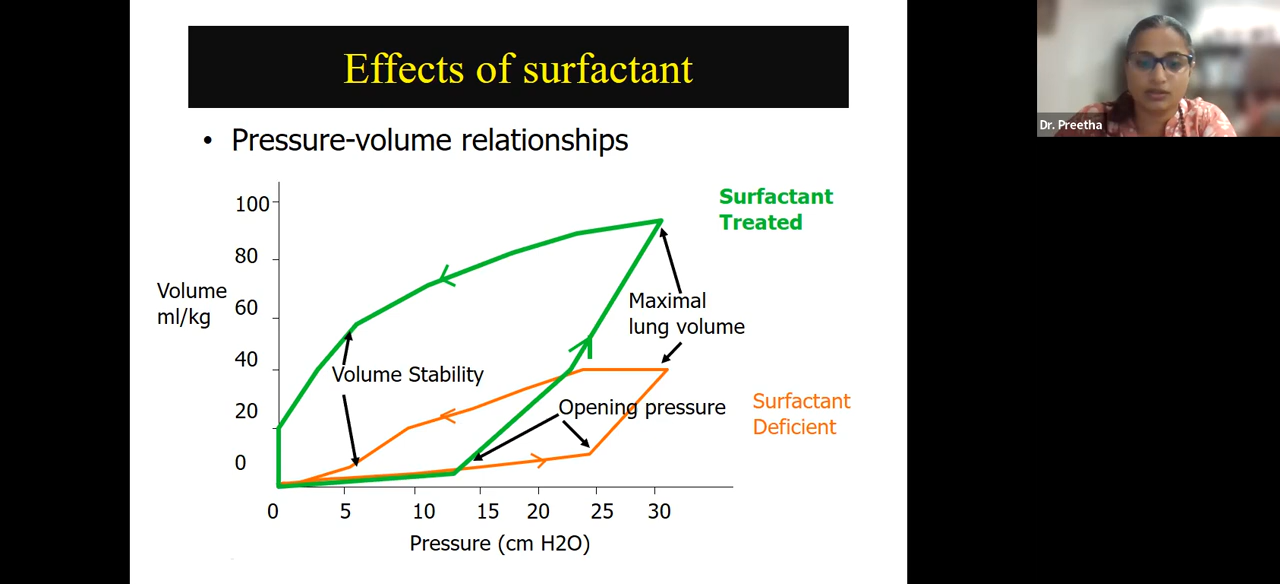 Effects of surfactant
Dr. Preetha
• Pressure-volume relationships
Surfactant
Treated
100
80
Volume
ml/kg
60
40
20
0
Maximal
lung volume
Volume Stability
Opening pressure
Surfactant
Deficient
0 5 10 15 20 25 30
Pressure (cm H2O)